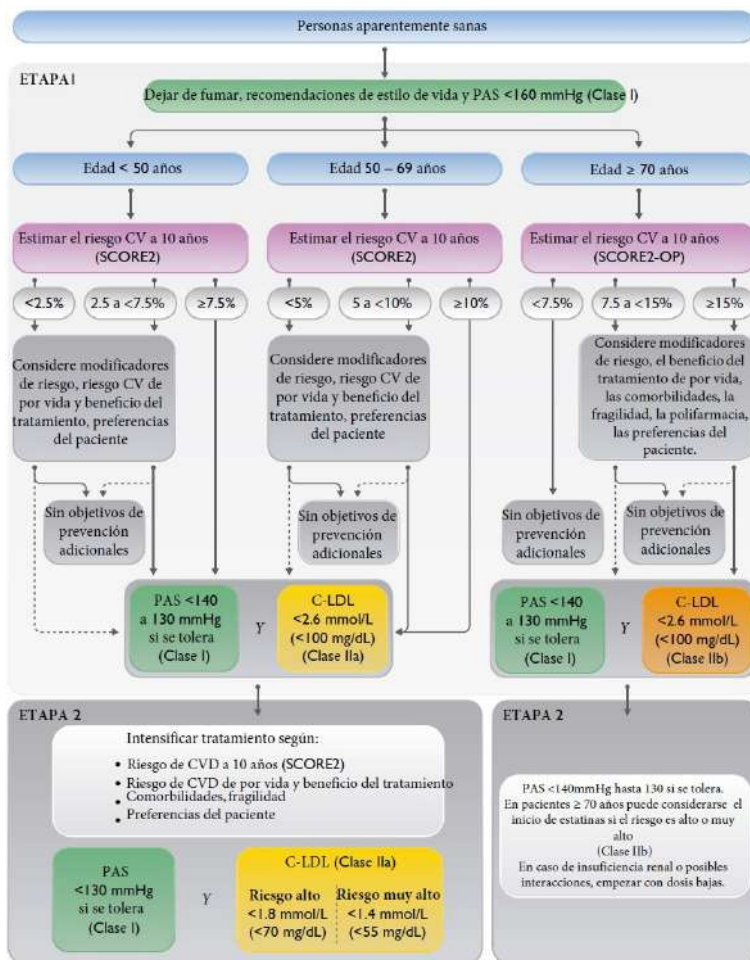 Personas aparentemente sanas
ETAPA1
Dejar de fumar, recomendaciones de estilo de vida y PAS <160 mmHg (Clase I)
Edad < 50 años
Edad 50 – 69 años
Edad ≥ 70 años
Estimar el riesgo CV a 10 años
(SCORE2)
Estimar el riesgo CV a 10 años
(SCORE2)
Estimar el riesgo CV a 10 años
(SCORE2-OP)
<2.5%
2.5 a <7.5%
≥7.5%
<5%
5 a <10%
≥10%
<7.5%
7.5 a <15%
≥15%
Considere modificadores
de riesgo, riesgo CV de
por vida y beneficio del
tratamiento, preferencias
del paciente
Considere modificadores
de riesgo, riesgo CV de
por vida y beneficio del
tratamiento, preferencias
del paciente
Considere modificadores
de riesgo, el beneficio del
tratamiento de por vida,
las comorbilidades, la
fragilidad, la polifarmacia,
las preferencias del
paciente.
Sin objetivos de
prevención
adicionales
Sin objetivos de
prevención
adicionales
Sin objetivos de
prevención
adicionales
Sin objetivos de
prevención
adicionales
PAS <140
a 130 mmHg
si se tolera
(Clase I)
Y
C-LDL
<2.6 mmol/L
(<100 mg/dL)
(Clase IIa)
PAS <140
a 130 mmHg
si se tolera
(Clase I)
Y
C-LDL
<2.6 mmol/L
(<100 mg/dL)
(Clase IIb)
ETAPA 2
Intensificar tratamiento según:
• Riesgo de CVD a 10 años (SCORE2)
• Riesgo de CVD de por vida y beneficio del tratamiento
• Comorbilidades, fragilidad
• Preferencias del paciente
PAS
<130 mmHg
si se tolera
(Clase I)
Y
C-LDL (Clase IIa)
Riesgo alto
<1.8 mmol/L
(<70 mg/dL)
Riesgo muy alto
<1.4 mmol/L
(<55 mg/dL)
ETAPA 2
PAS <140mmHg hasta 130 si se tolera.
En pacientes ≥ 70 años puede considerarse el
inicio de estatinas si el riesgo es alto o muy
alto
(Clase IIb)
En caso de insuficiencia renal o posibles
interacciones, empezar con dosis bajas.